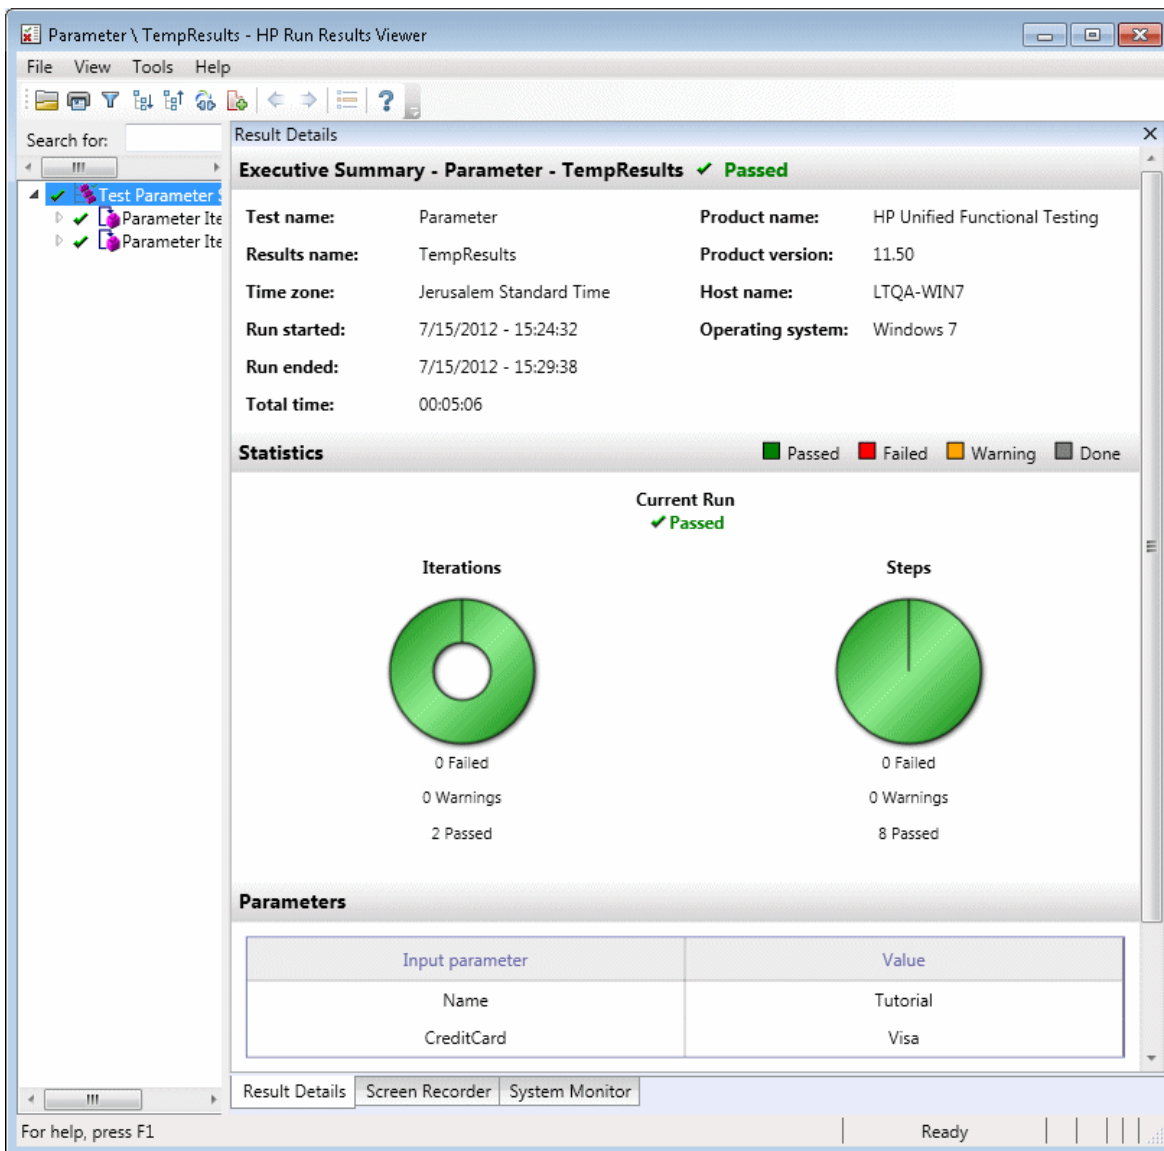 Parameter \ TempResults - HP Run Results Viewer
File View Tools Help
Search for:
Result Details
Executive Summary - Parameter - TempResults ✔ Passed
Test Parameter
Parameter Ite
Parameter Ite
Test name: Parameter Product name: HP Unified Functional Testing
Results name: TempResults Product version: 11.50
Time zone: Jerusalem Standard Time Host name: LTQA-WIN7
Run started: 7/15/2012 - 15:24:32 Operating system: Windows 7
Run ended: 7/15/2012 - 15:29:38
Total time: 00:05:06
Statistics Passed Failed Warning Done
Current Run
✔ Passed
Iterations Steps
0 Failed 0 Failed
0 Warnings 0 Warnings
2 Passed 8 Passed
Parameters
Input parameter Value
Name Tutorial
CreditCard Visa
Result Details Screen Recorder System Monitor
For help, press F1 Ready